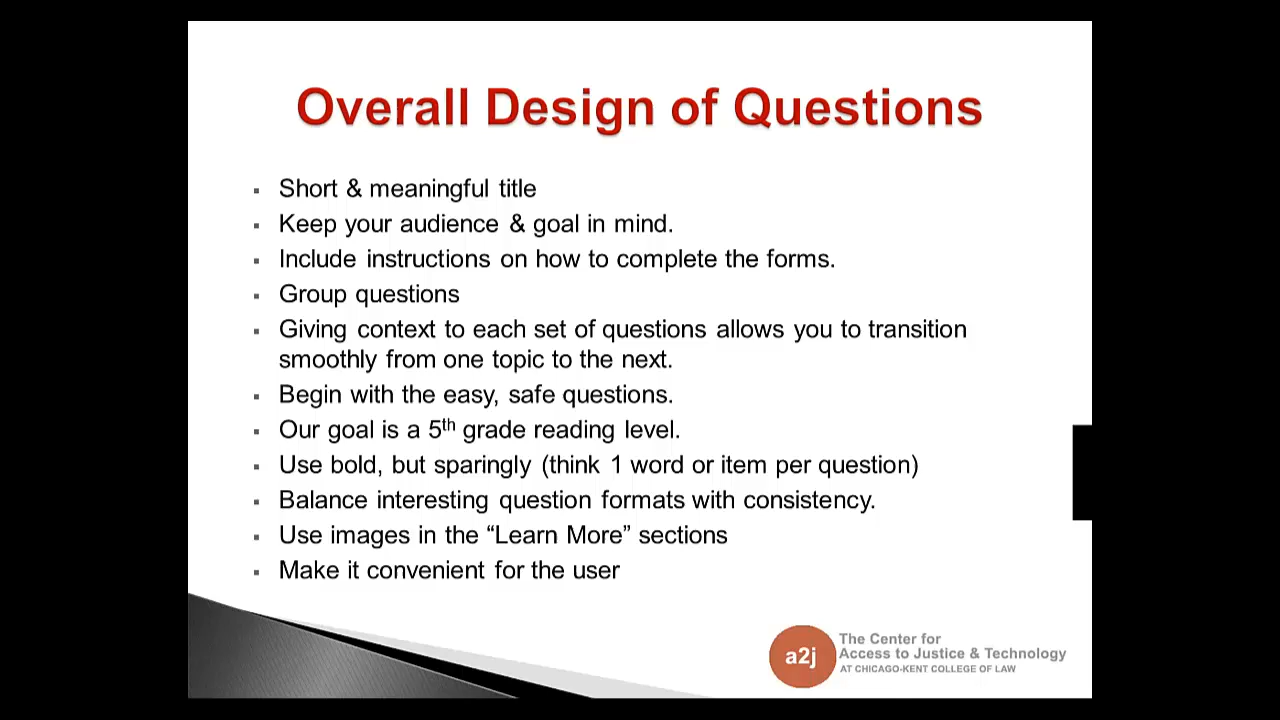 Overall Design of Questions
▪ Short & meaningful title
▪ Keep your audience & goal in mind.
▪ Include instructions on how to complete the forms.
▪ Group questions
▪ Giving context to each set of questions allows you to transition
smoothly from one topic to the next.
▪ Begin with the easy, safe questions.
▪ Our goal is a 5th grade reading level.
▪ Use bold, but sparingly (think 1 word or item per question)
▪ Balance interesting question formats with consistency.
▪ Use images in the “Learn More” sections
▪ Make it convenient for the user
a2j
The Center for
Access to Justice & Technology
AT CHICAGO-KENT COLLEGE OF LAW